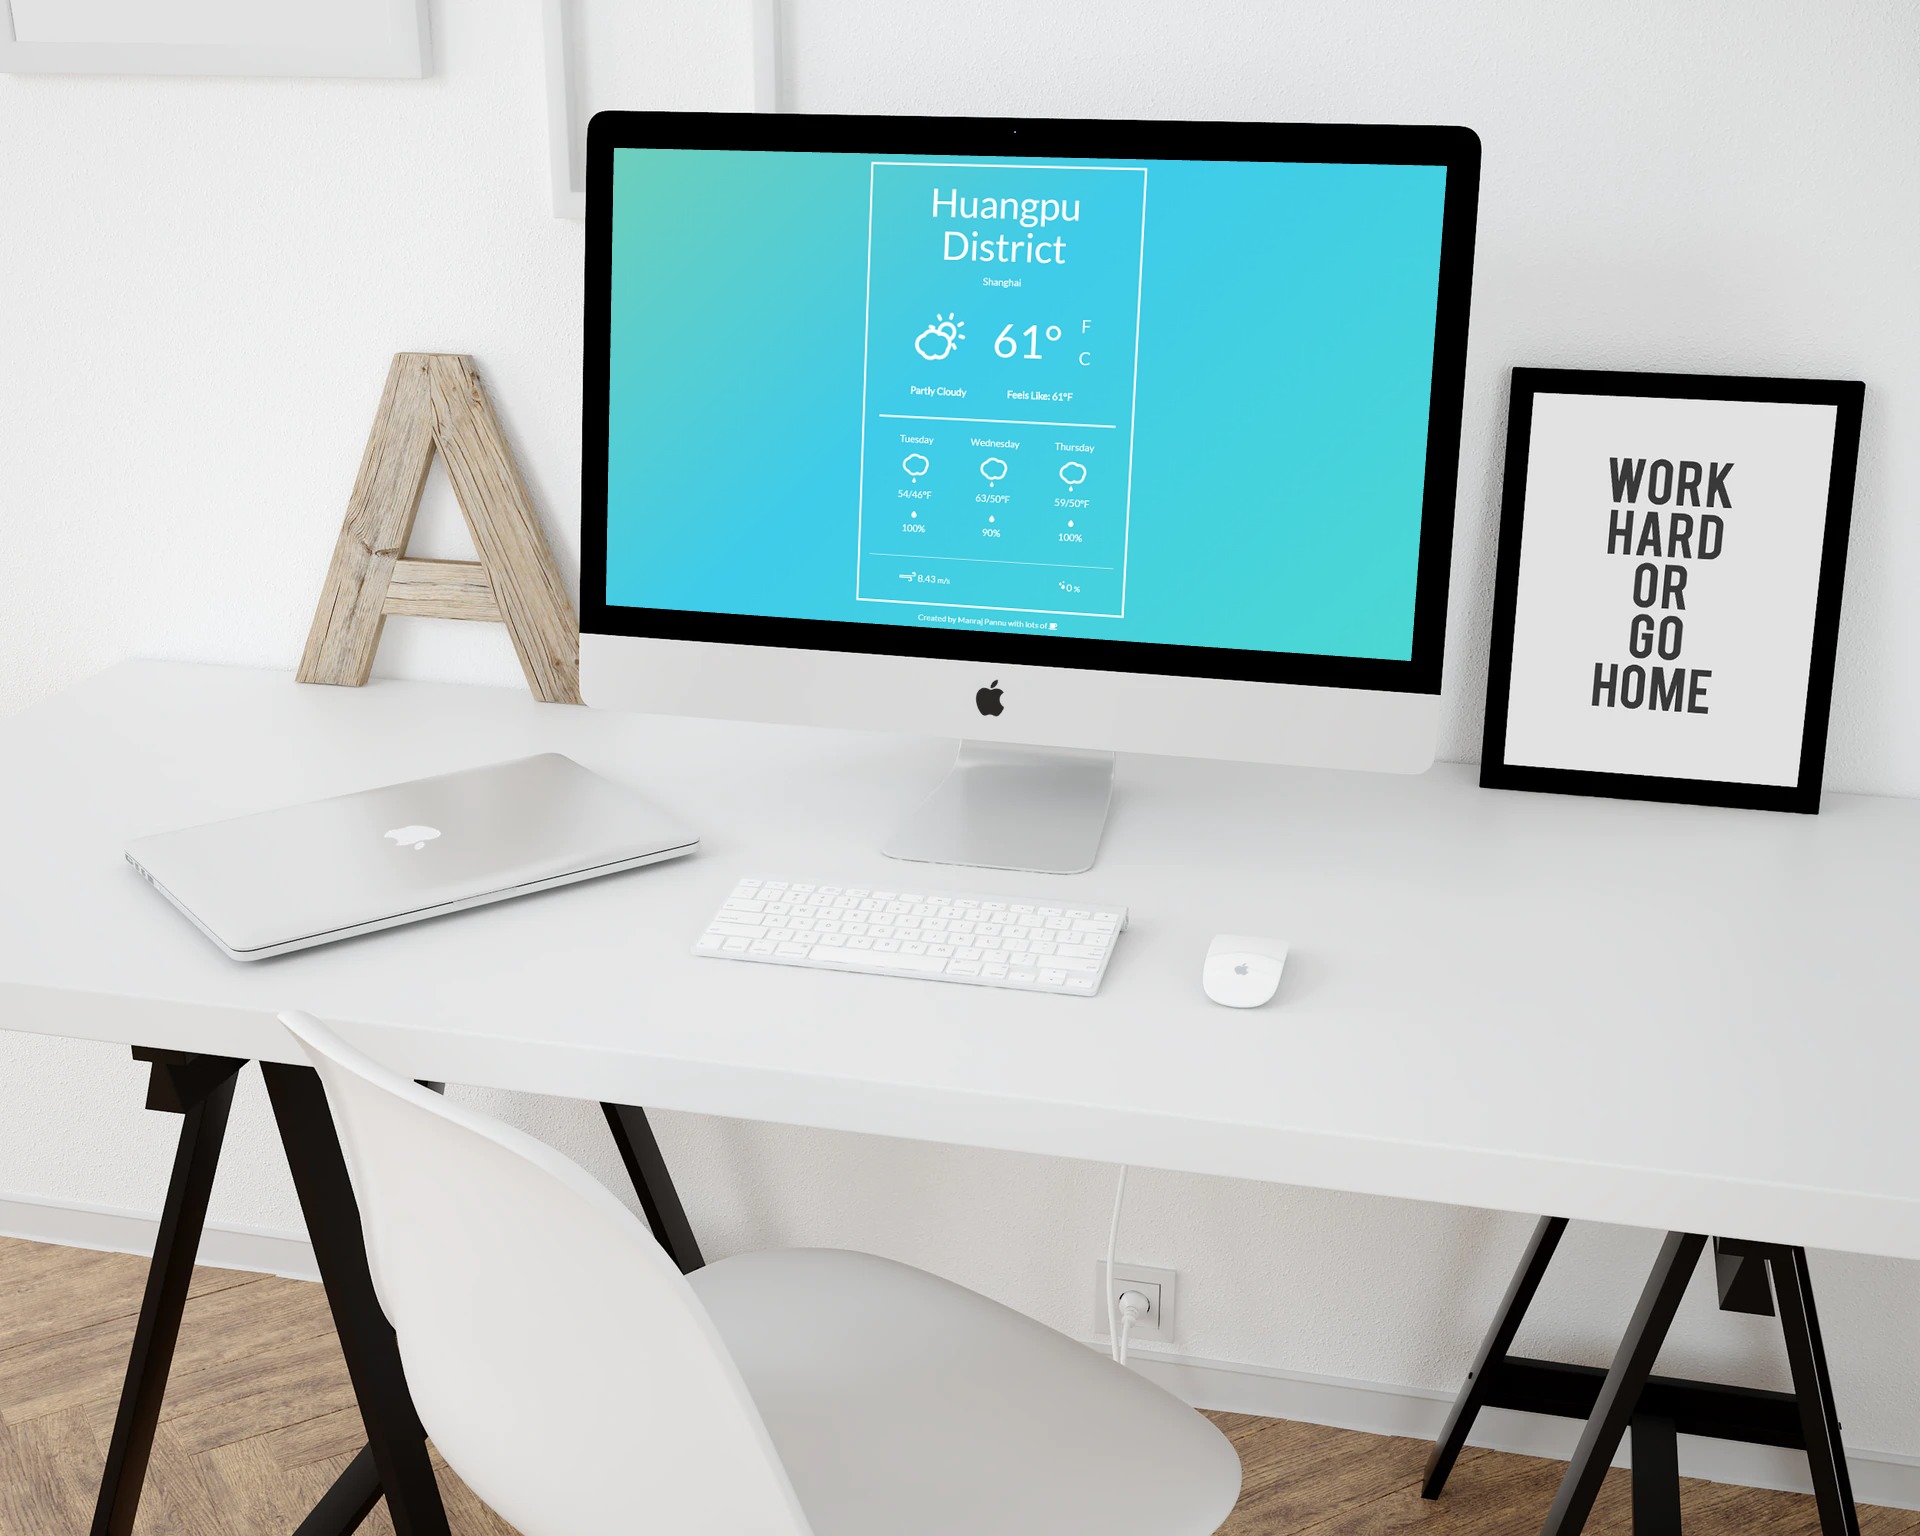 Huangpu
District
Shanghai
61° F
C
Partly Cloudy Feels Like: 61°F
Tuesday Wednesday Thursday
54/46°F 63/50°F 59/50°F
100% 90% 100%
8.43 m/s 0 %
Created by Manraj Pannu with lots of
WORK
HARD
OR
GO
HOME